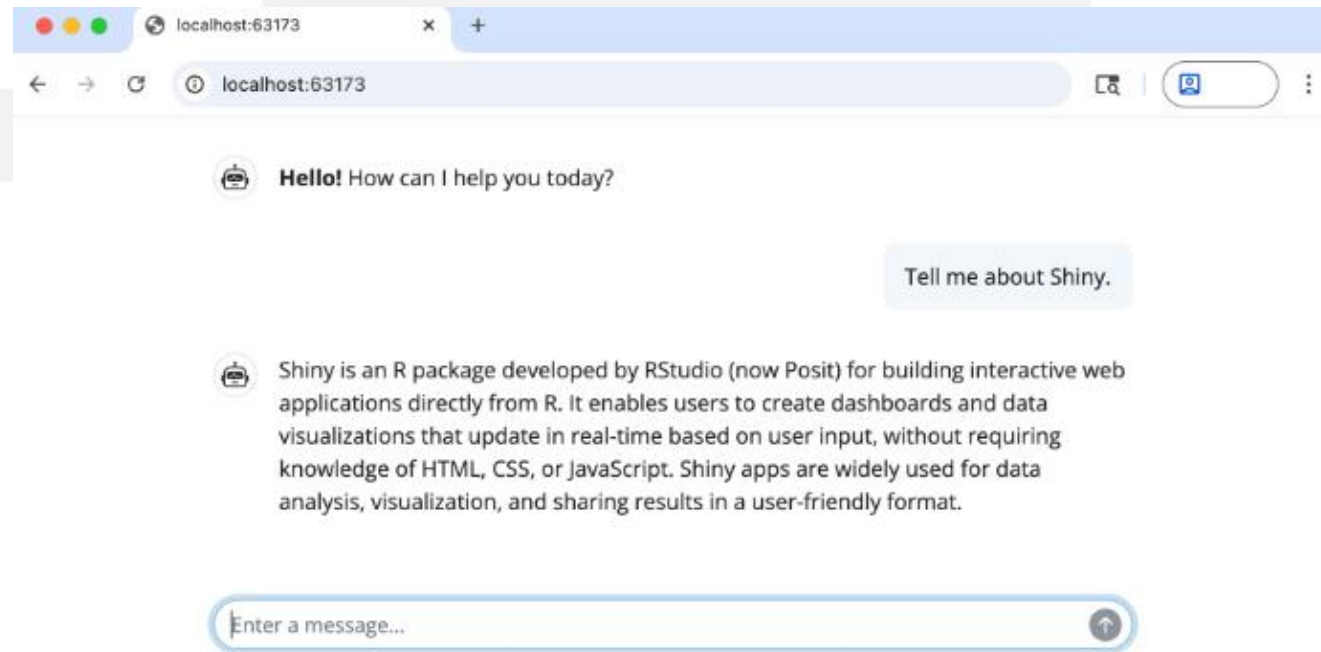 localhost:63173
localhost:63173
Hello! How can I help you today?
Tell me about Shiny.
Shiny is an R package developed by RStudio (now Posit) for building interactive web
applications directly from R. It enables users to create dashboards and data
visualizations that update in real-time based on user input, without requiring
knowledge of HTML, CSS, or JavaScript. Shiny apps are widely used for data
analysis, visualization, and sharing results in a user-friendly format.
Enter a message...